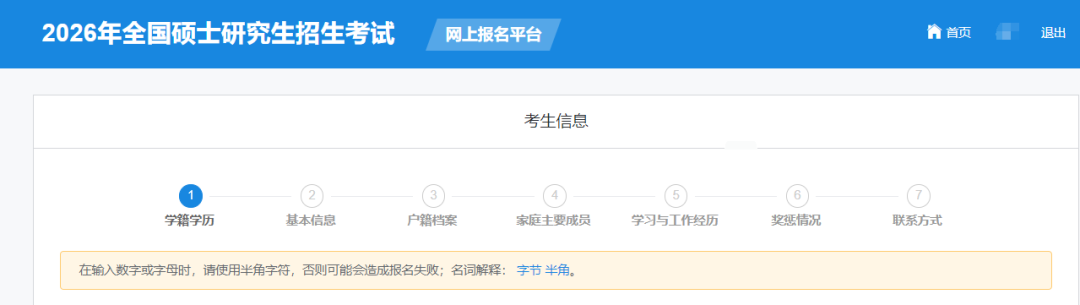 2026年全国硕士研究生招生考试 网上报名平台 首页 退出
考生信息
1 2 3 4 5 6 7
学籍学历 基本信息 户籍档案 家庭主要成员 学习与工作经历 奖惩情况 联系方式
在输入数字或字母时，请使用半角字符，否则可能会造成报名失败；名词解释： 字节 半角。